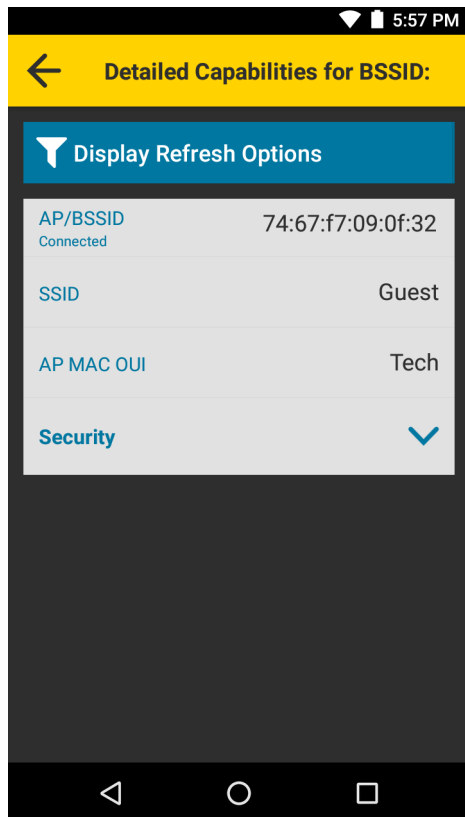 5:57 PM
Detailed Capabilities for BSSID:
Display Refresh Options
AP/BSSID 74:67:f7:09:0f:32
Connected
SSID Guest
AP MAC OUI Tech
Security